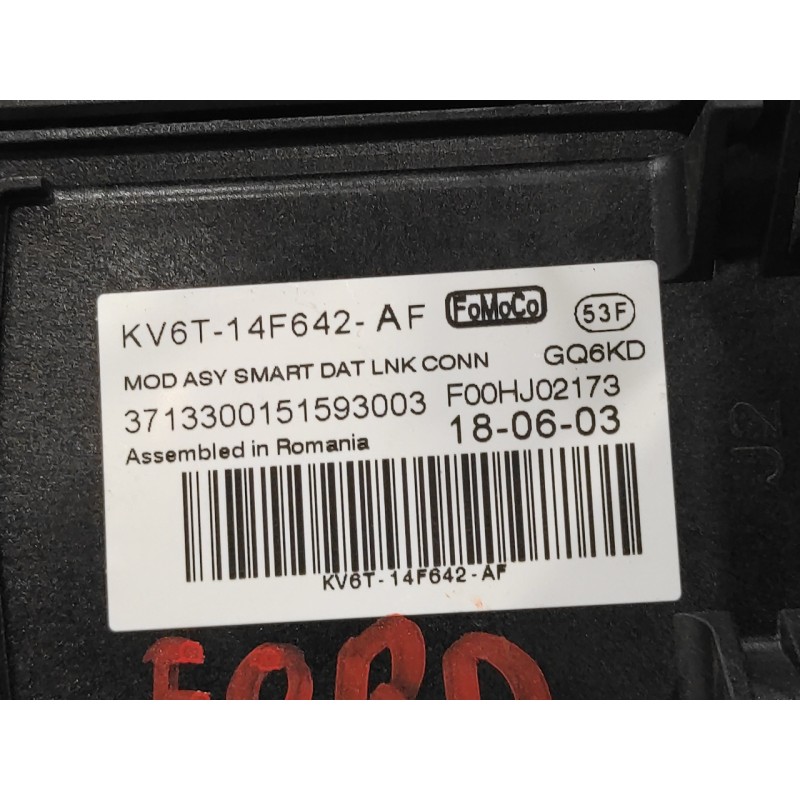 KV6T-14F642-AF FoMoCo 53F
MOD ASY SMART DAT LNK CONN GQ6KD
3713300151593003 F00HJ02173
Assembled in Romania 18-06-03
KV6T-14F642-AF
FORD
J2